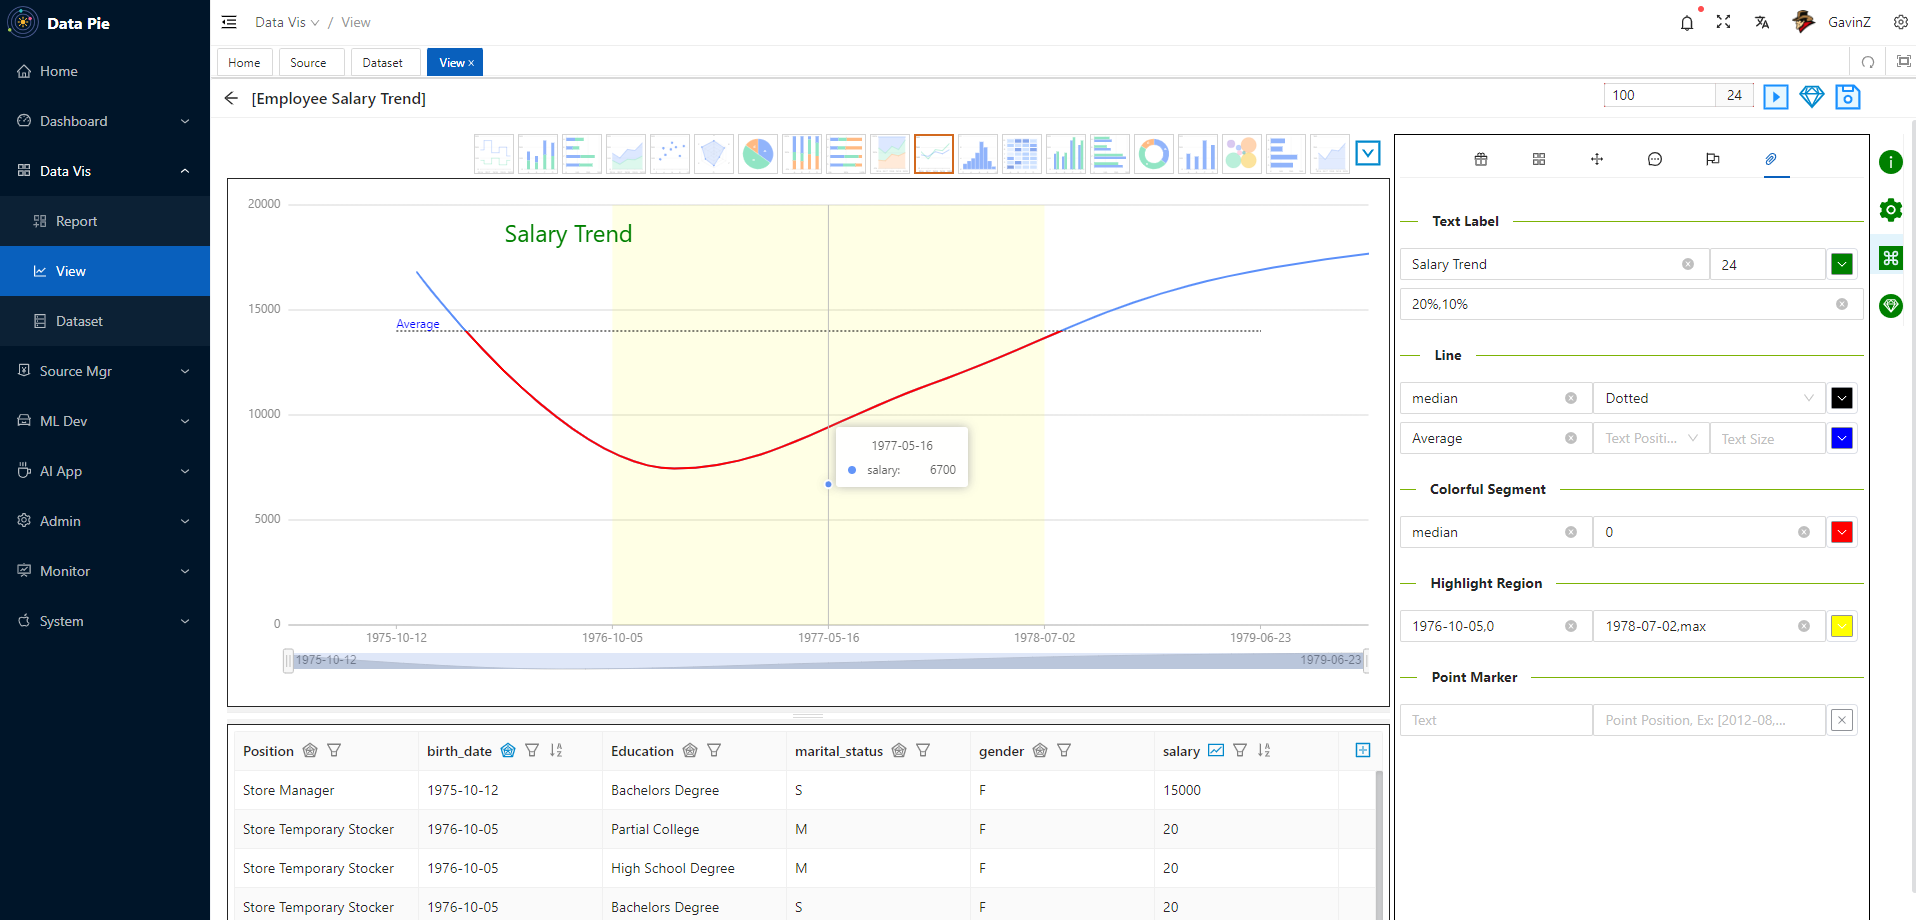 Data Pie
Data Vis / View
GavinZ
Home
Source
Dataset
View ×
Home
Dashboard
Data Vis
Report
View
Dataset
Source Mgr
ML Dev
AI App
Admin
Monitor
System
[Employee Salary Trend]
100
24
20000
15000
10000
5000
0
Salary Trend
Average
1977-05-16
salary: 6700
1975-10-12
1976-10-05
1977-05-16
1978-07-02
1979-06-23
1975-10-12
1979-06-23
Text Label
Salary Trend
24
20%,10%
Line
median
Dotted
Average
Text Positi...
Text Size
Colorful Segment
median
0
Highlight Region
1976-10-05,0
1978-07-02,max
Point Marker
Text
Point Position, Ex: [2012-08,...
Position birth_date Education marital_status gender salary
Store Manager 1975-10-12 Bachelors Degree S F 15000
Store Temporary Stocker 1976-10-05 Partial College M F 20
Store Temporary Stocker 1976-10-05 High School Degree M F 20
Store Temporary Stocker 1976-10-05 Bachelors Degree S F 20